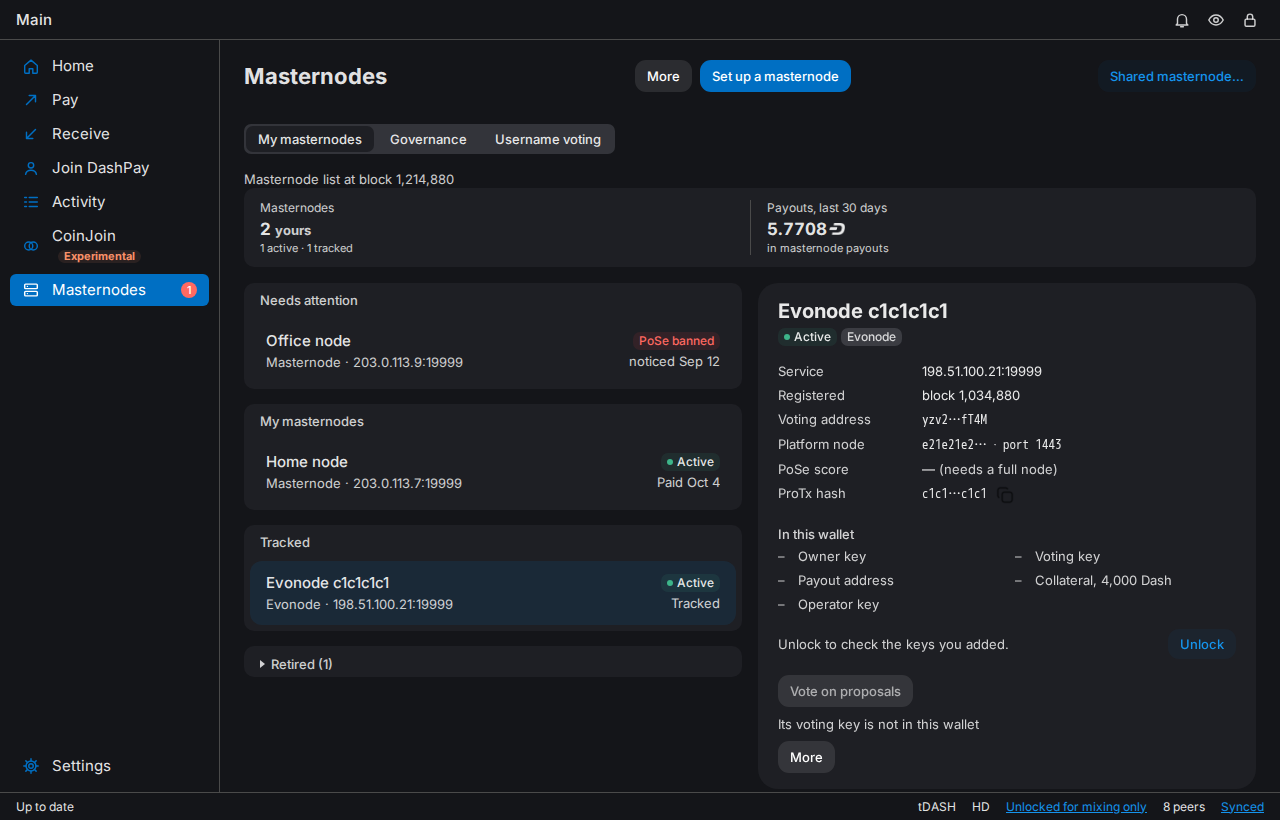 Main
Home
Pay
Receive
Join DashPay
Activity
CoinJoin
Experimental
Masternodes 1
Settings
Masternodes
More
Set up a masternode
Shared masternode...
My masternodes Governance Username voting
Masternode list at block 1,214,880
Masternodes
2 yours
1 active · 1 tracked
Payouts, last 30 days
5.7708
in masternode payouts
Needs attention
Office node PoSe banned
Masternode · 203.0.113.9:19999 noticed Sep 12
My masternodes
Home node Active
Masternode · 203.0.113.7:19999 Paid Oct 4
Tracked
Evonode c1c1c1c1 Active
Evonode · 198.51.100.21:19999 Tracked
Retired (1)
Evonode c1c1c1c1
Active Evonode
Service 198.51.100.21:19999
Registered block 1,034,880
Voting address yzv2⋯fT4M
Platform node e21e21e2⋯ · port 1443
PoSe score — (needs a full node)
ProTx hash c1c1⋯c1c1
In this wallet
– Owner key – Voting key
– Payout address – Collateral, 4,000 Dash
– Operator key
Unlock to check the keys you added. Unlock
Vote on proposals
Its voting key is not in this wallet
More
Up to date tDASH HD Unlocked for mixing only 8 peers Synced